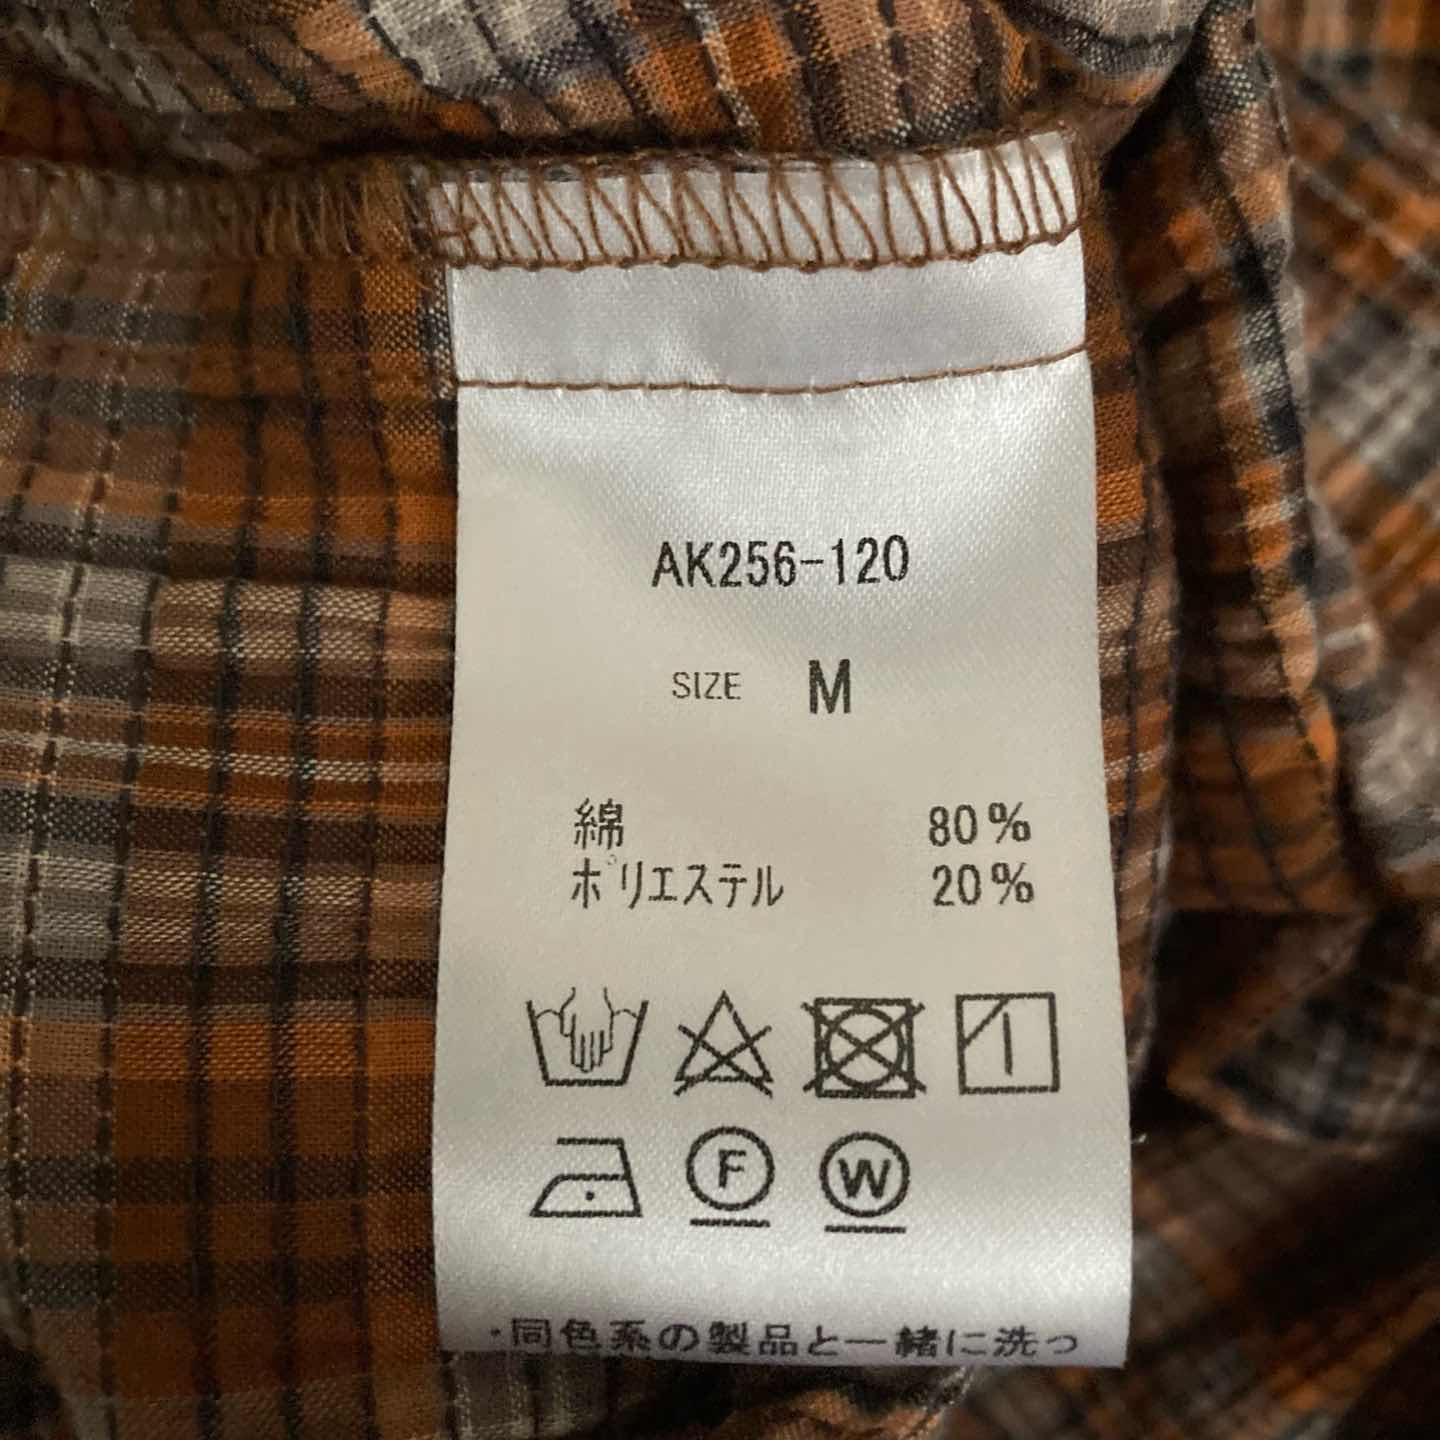 AK256-120
SIZE M
綿 80%
ポリエステル 20%
F W
・同色系の製品と一緒に洗っ